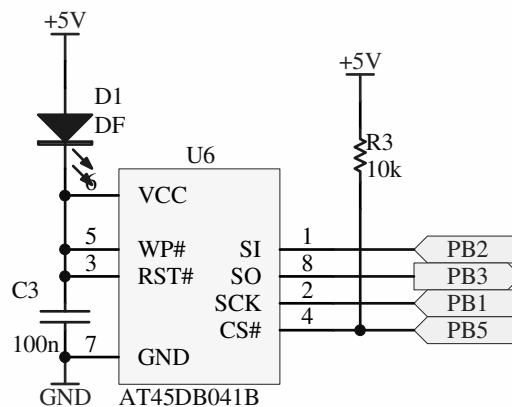 +5V
+5V
D1
DF
R3
10k
U6
6
VCC
5
WP#
SI
1
PB2
3
RST#
SO
8
PB3
C3
SCK
2
PB1
CS#
4
PB5
100n
7
GND
GND
AT45DB041B